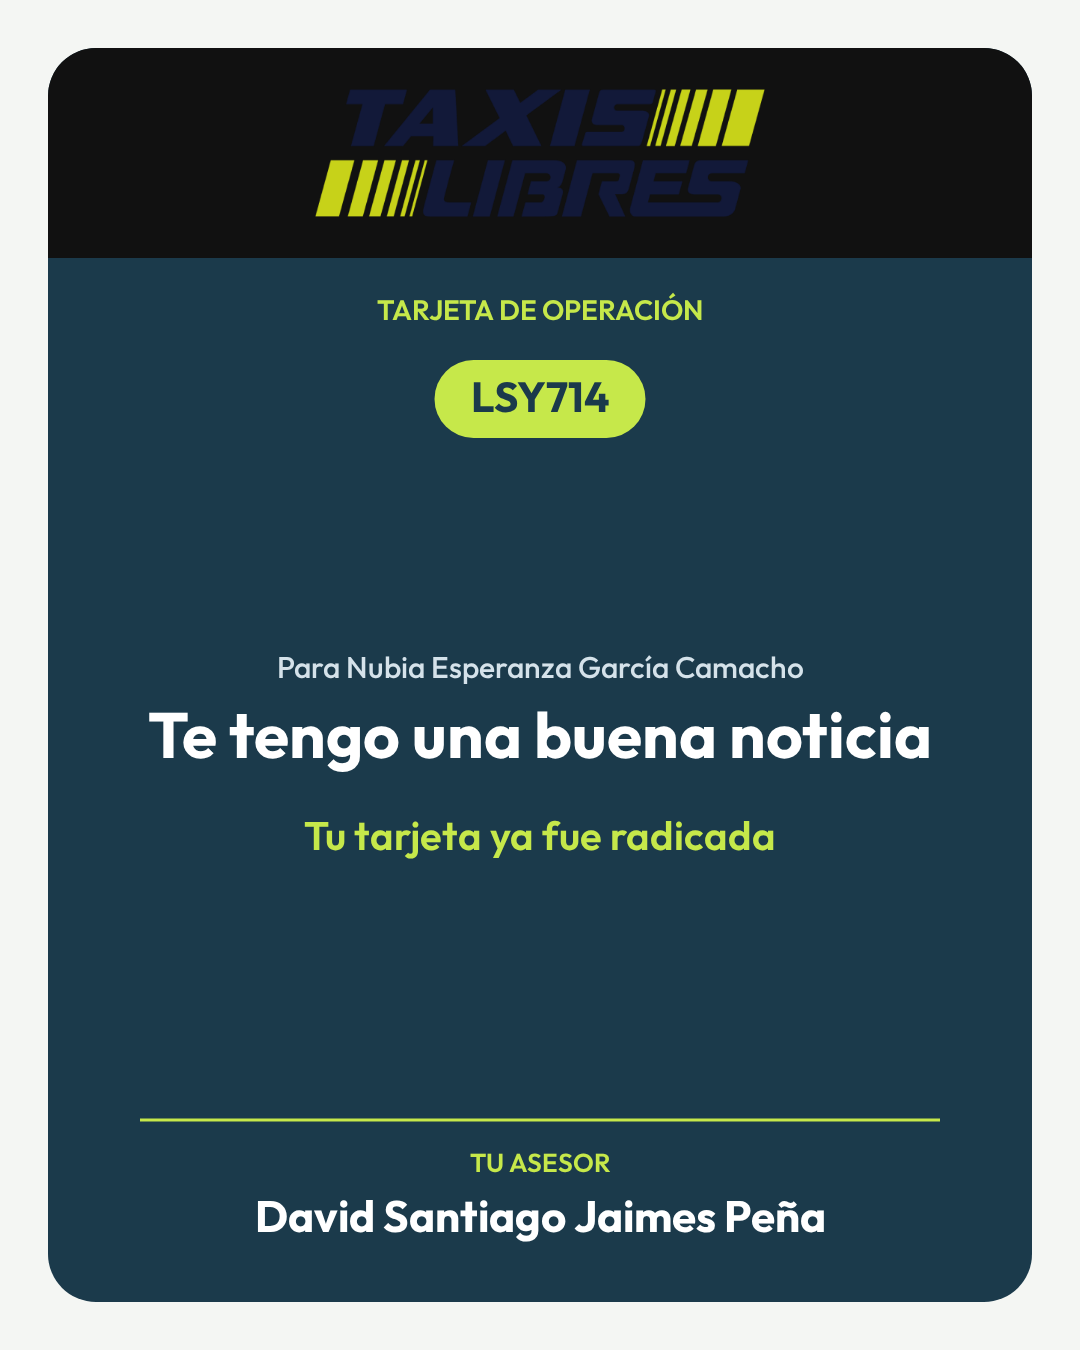 TAXIS
LIBRES
TARJETA DE OPERACIÓN
LSY714
Para Nubia Esperanza García Camacho
Te tengo una buena noticia
Tu tarjeta ya fue radicada
TU ASESOR
David Santiago Jaimes Peña